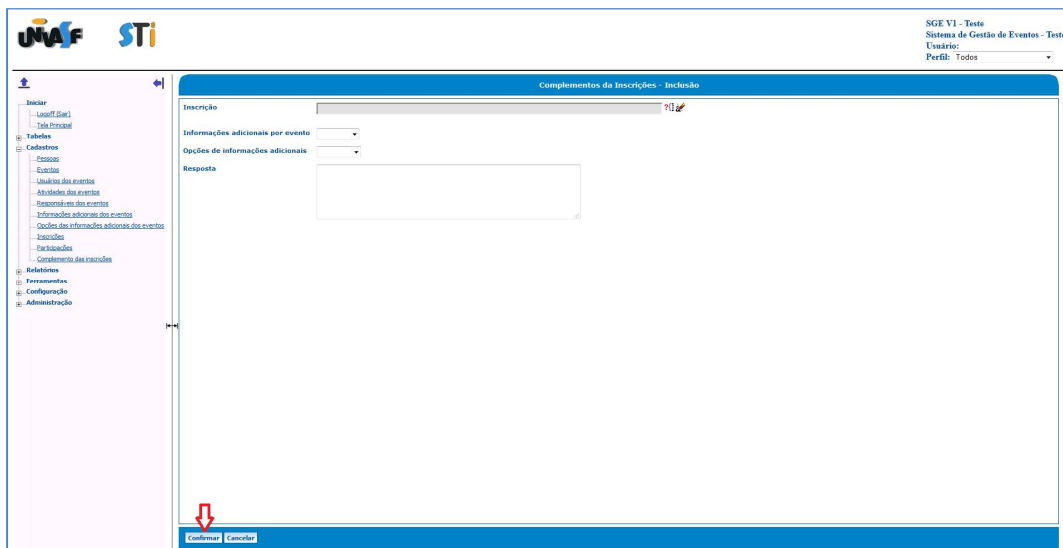 UNIVASF STi
SGE V1 - Teste
Sistema de Gestão de Eventos - Teste
Usuário:
Perfil: Todos
Iniciar
Logoff (Sair)
Tela Principal
Tabelas
Cadastros
Pessoas
Eventos
Usuários dos eventos
Atividades dos eventos
Responsáveis dos eventos
Informações adicionais dos eventos
Opções das informações adicionais dos eventos
Inscrições
Participações
Complemento das inscrições
Relatórios
Ferramentas
Configuração
Administração
Complementos da Inscrições - Inclusão
Inscrição
Informações adicionais por evento
Opções de informações adicionais
Resposta
Confirmar Cancelar